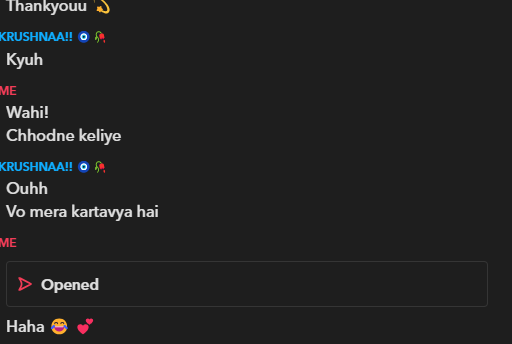 Thankyouu 💫
KRUSHNAA!! 🧿 🥀
Kyuh
ME
Wahi!
Chhodne keliye
KRUSHNAA!! 🧿 🥀
Ouhh
Vo mera kartavya hai
ME
Opened
Haha 😂 💕